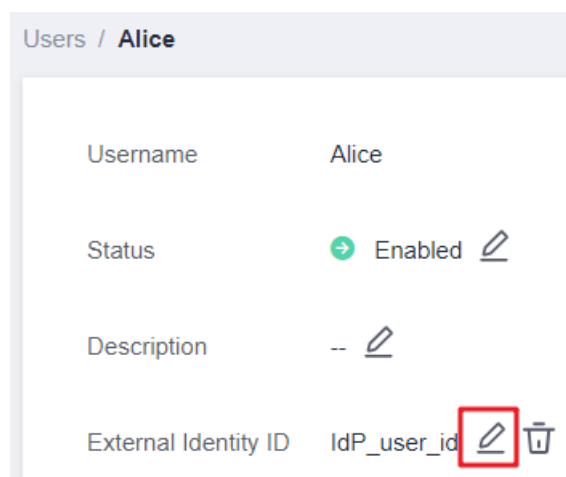 Users / Alice
Username Alice
Status Enabled
Description --
External Identity ID IdP_user_id